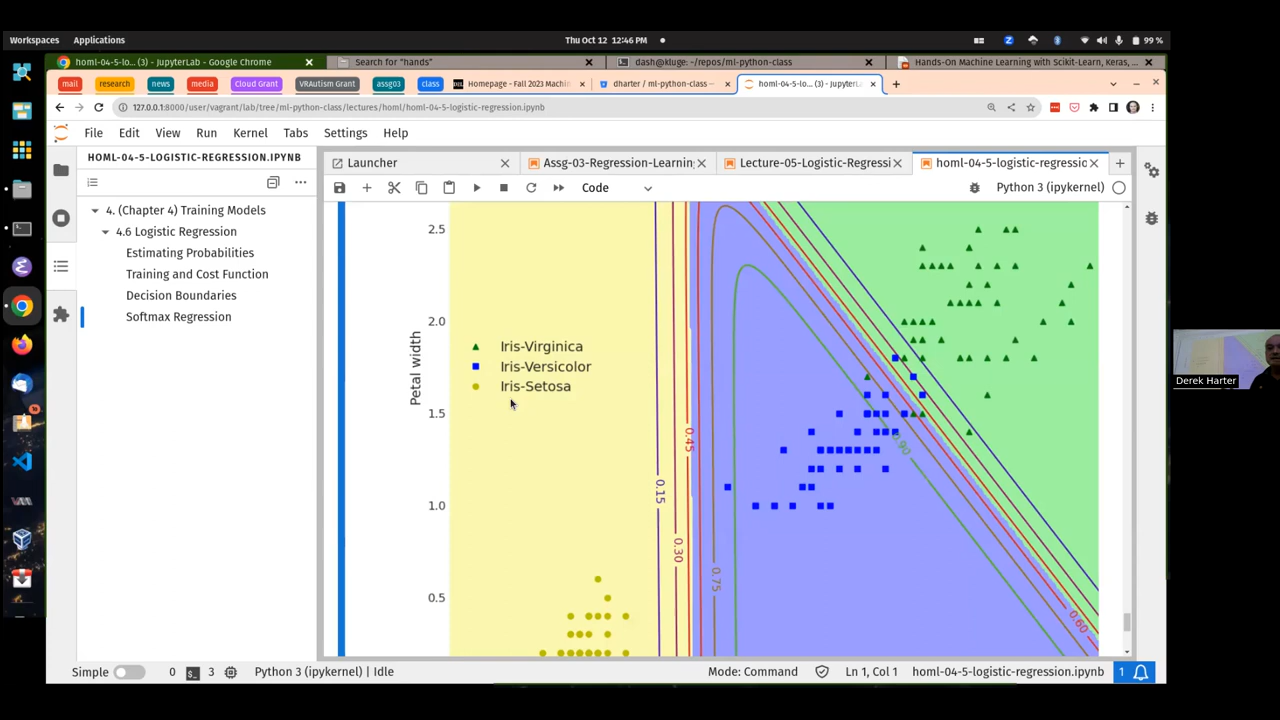 Workspaces Applications Thu Oct 12 12:46 PM 99 %
homl-04-5-lo... (3) - JupyterLab - Google Chrome Search for "hands" dash@kluge: ~/repos/ml-python-class Hands-On Machine Learning with Scikit-Learn, Keras, ...
mail research news media Cloud Grant VRAutism Grant assg03 class Homepage - Fall 2023 Machin dharter / ml-python-class — homl-04-5-lo... (3) - JupyterLa
127.0.0.1:8000/user/vagrant/lab/tree/ml-python-class/lectures/homl/homl-04-5-logistic-regression.ipynb
File Edit View Run Kernel Tabs Settings Help
HOML-04-5-LOGISTIC-REGRESSION.IPYNB
Launcher Assg-03-Regression-Learnin Lecture-05-Logistic-Regressi homl-04-5-logistic-regressic
Code Python 3 (ipykernel)
4. (Chapter 4) Training Models
4.6 Logistic Regression
Estimating Probabilities
Training and Cost Function
Decision Boundaries
Softmax Regression
2.5
2.0
1.5
1.0
0.5
Petal width
Iris-Virginica
Iris-Versicolor
Iris-Setosa
0.15
0.30
0.45
0.75
0.90
0.60
Derek Harter
Simple 0 3 Python 3 (ipykernel) | Idle Mode: Command Ln 1, Col 1 homl-04-5-logistic-regression.ipynb 1